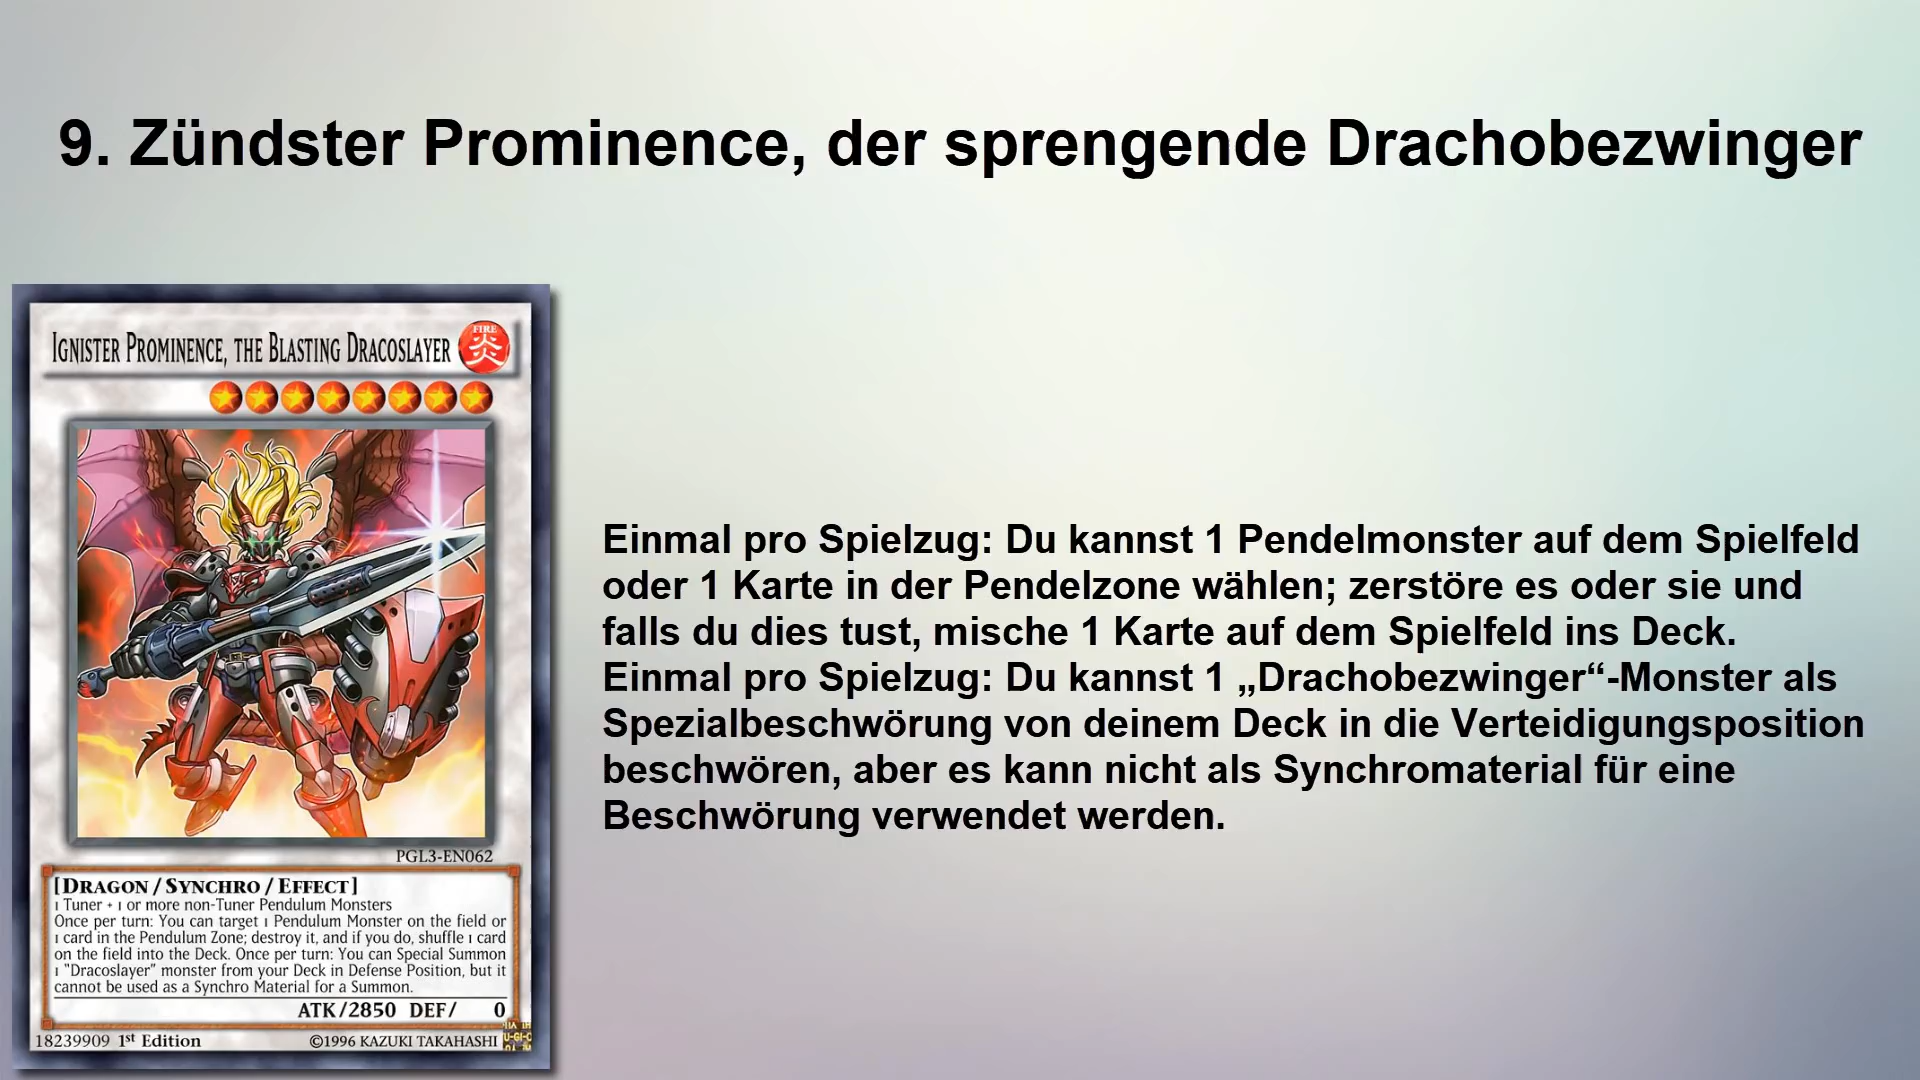 9. Zündster Prominence, der sprengende Drachobezwinger
IGNISTER PROMINENCE, THE BLASTING DRACOSLAYER
FIRE
炎
PGL3-EN062
[DRAGON / SYNCHRO / EFFECT]
1 Tuner + 1 or more non-Tuner Pendulum Monsters
Once per turn: You can target 1 Pendulum Monster on the field or
1 card in the Pendulum Zone; destroy it, and if you do, shuffle 1 card
on the field into the Deck. Once per turn: You can Special Summon
1 "Dracoslayer" monster from your Deck in Defense Position, but it
cannot be used as a Synchro Material for a Summon.
ATK/2850 DEF/ 0
18239909 1st Edition ©1996 KAZUKI TAKAHASHI
Einmal pro Spielzug: Du kannst 1 Pendelmonster auf dem Spielfeld
oder 1 Karte in der Pendelzone wählen; zerstöre es oder sie und
falls du dies tust, mische 1 Karte auf dem Spielfeld ins Deck.
Einmal pro Spielzug: Du kannst 1 „Drachobezwinger“-Monster als
Spezialbeschwörung von deinem Deck in die Verteidigungsposition
beschwören, aber es kann nicht als Synchromaterial für eine
Beschwörung verwendet werden.